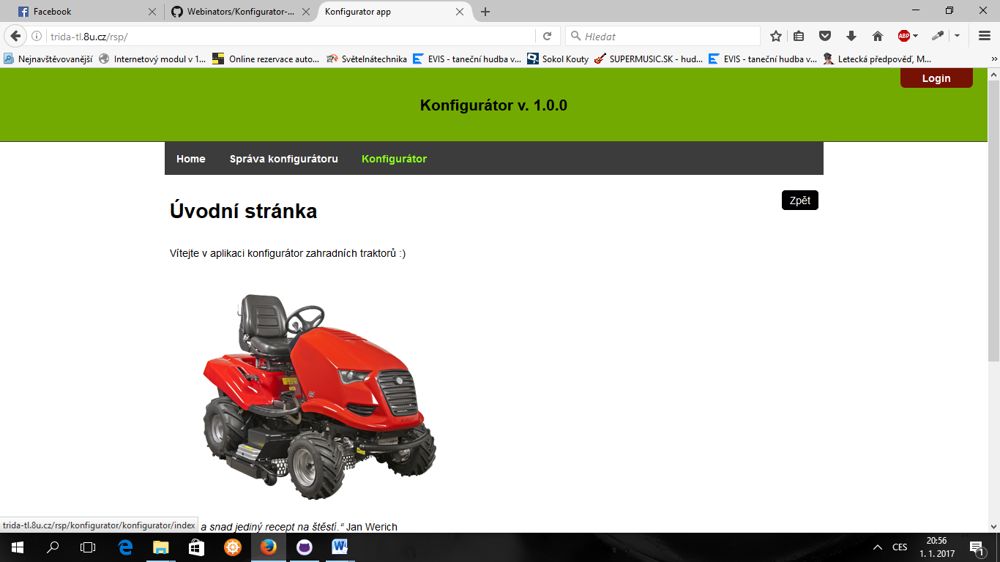 Facebook
Webinators/Konfigurator-...
Konfigurator app
trida-tl.8u.cz/rsp/
Hledat
ABP
Nejnavštěvovanější
Internetový modul v 1...
Online rezervace auto...
Světelnátechnika
EVIS - taneční hudba v...
Sokol Kouty
SUPERMUSIC.SK - hud...
EVIS - taneční hudba v...
Letecká předpověď, M...
Login
Konfigurátor v. 1.0.0
Home
Správa konfigurátoru
Konfigurátor
Zpět
Úvodní stránka
Vítejte v aplikaci konfigurátor zahradních traktorů :)
a snad jediný recept na štěstí.“ Jan Werich
trida-tl.8u.cz/rsp/konfigurator/konfigurator/index
CES
20:56
1. 1. 2017
1